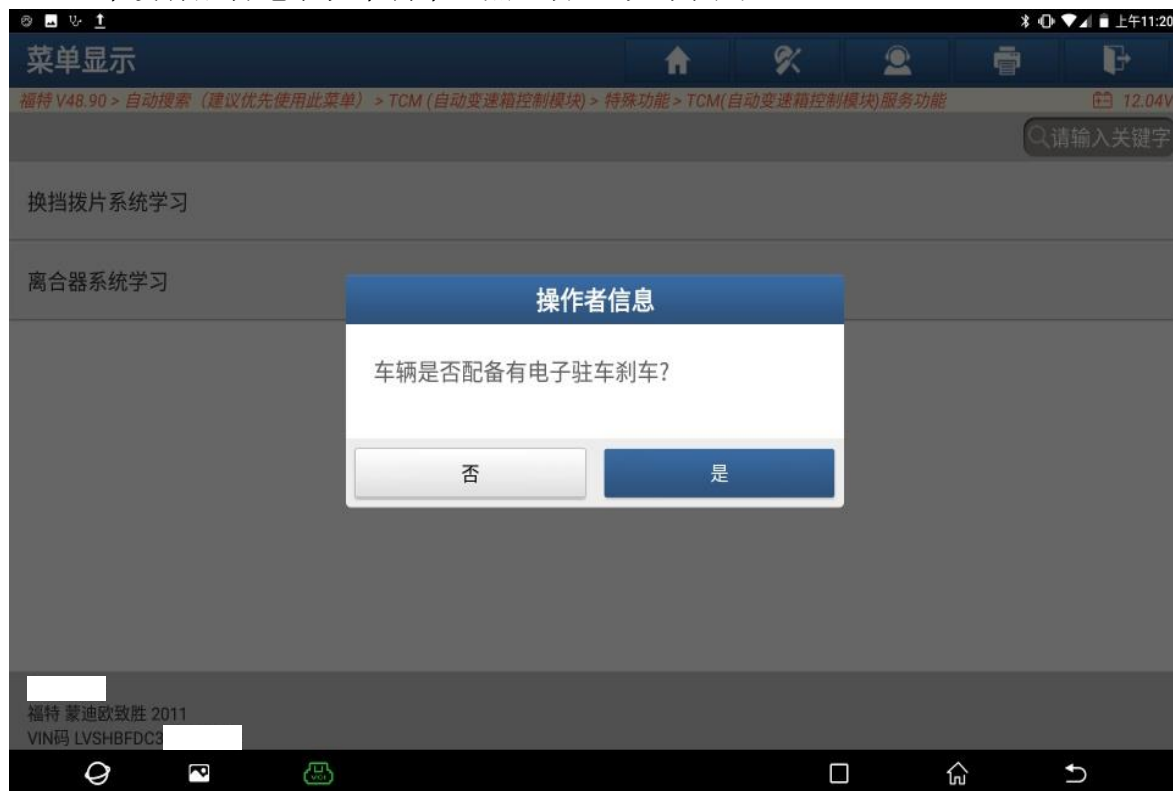 上午11:20
菜单显示
福特 V48.90 > 自动搜索（建议优先使用此菜单）> TCM (自动变速箱控制模块) > 特殊功能 > TCM(自动变速箱控制模块)服务功能
12.04V
请输入关键字
换挡拨片系统学习
离合器系统学习
操作者信息
车辆是否配备有电子驻车刹车?
否
是
福特 蒙迪欧致胜 2011
VIN码 LVSHBFDC3
VCI